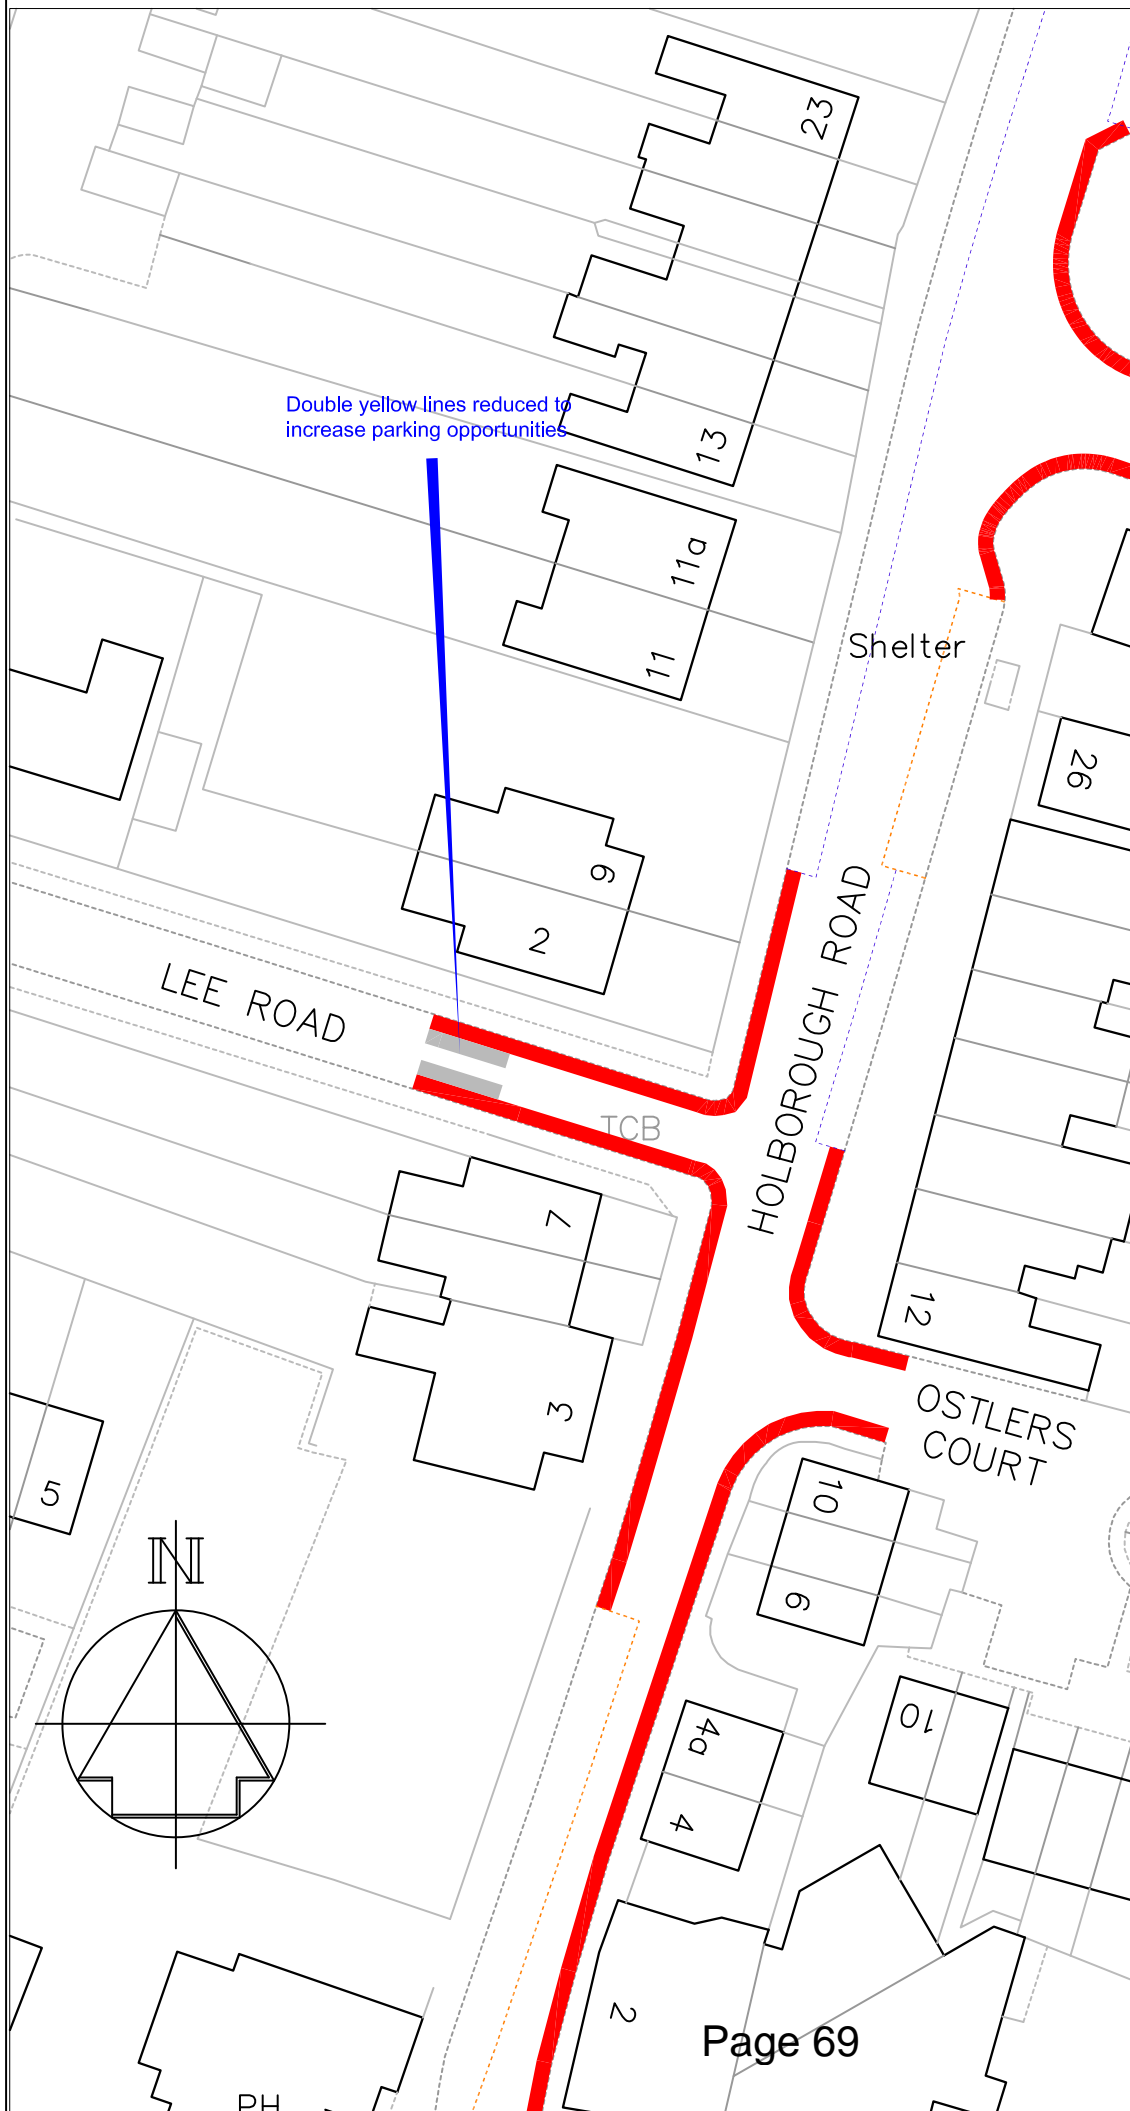 23
Double yellow lines reduced to
increase parking opportunities
13
11a
11
Shelter
26
9
2
LEE ROAD
HOLBOROUGH ROAD
TCB
7
12
3
OSTLERS
COURT
5
10
6
N
10
4a
4
2
Page 69
PH